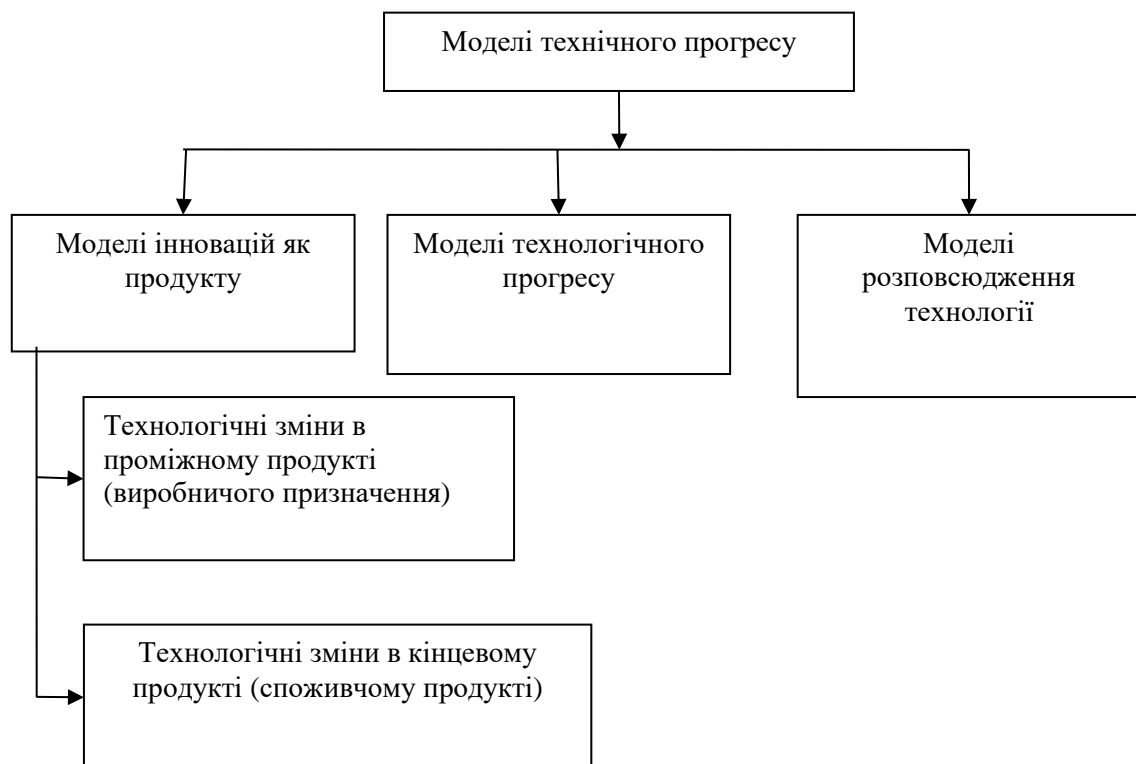 Моделі технічного прогресу
Моделі інновацій як
продукту
Моделі технологічного
прогресу
Моделі
розповсюдження
технології
Технологічні зміни в
проміжному продукті
(виробничого призначення)
Технологічні зміни в кінцевому
продукті (споживчому продукті)